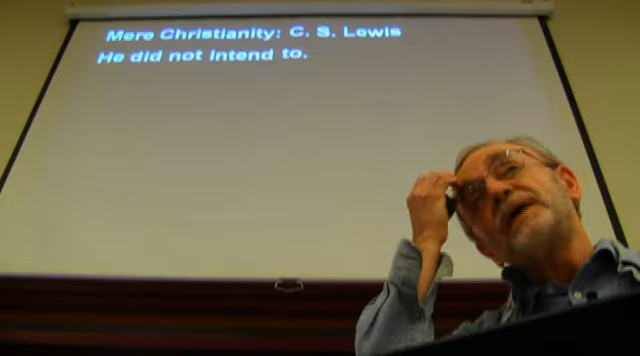 Mere Christianity: C. S. Lewis
He did not intend to.